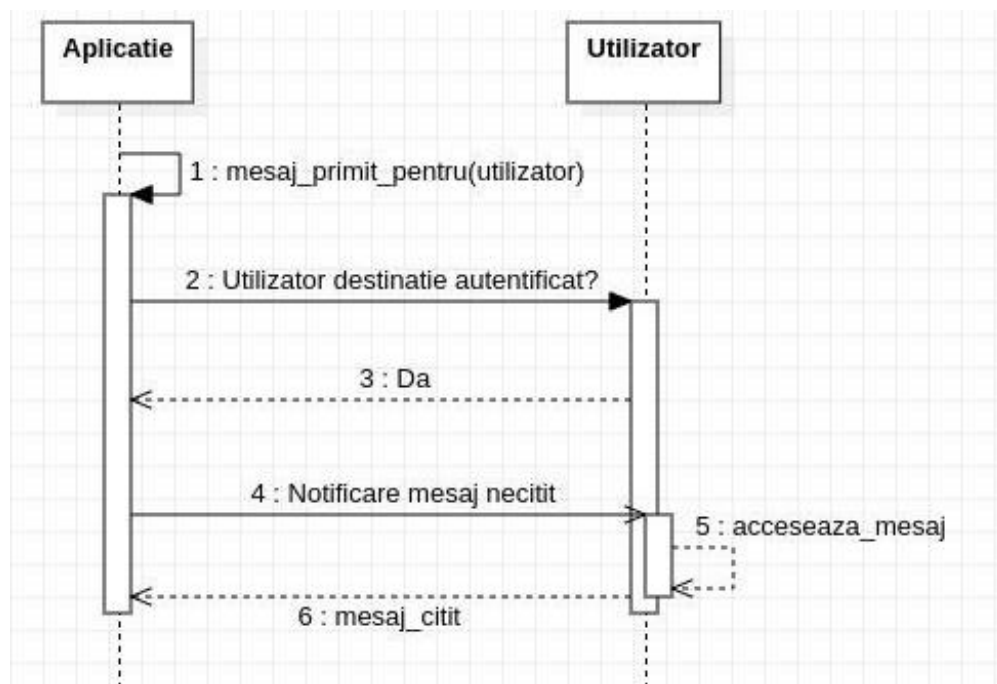 Aplicatie
Utilizator
1 : mesaj_primit_pentru(utilizator)
2 : Utilizator destinatie autentificat?
3 : Da
4 : Notificare mesaj necitit
5 : acceseaza_mesaj
6 : mesaj_citit